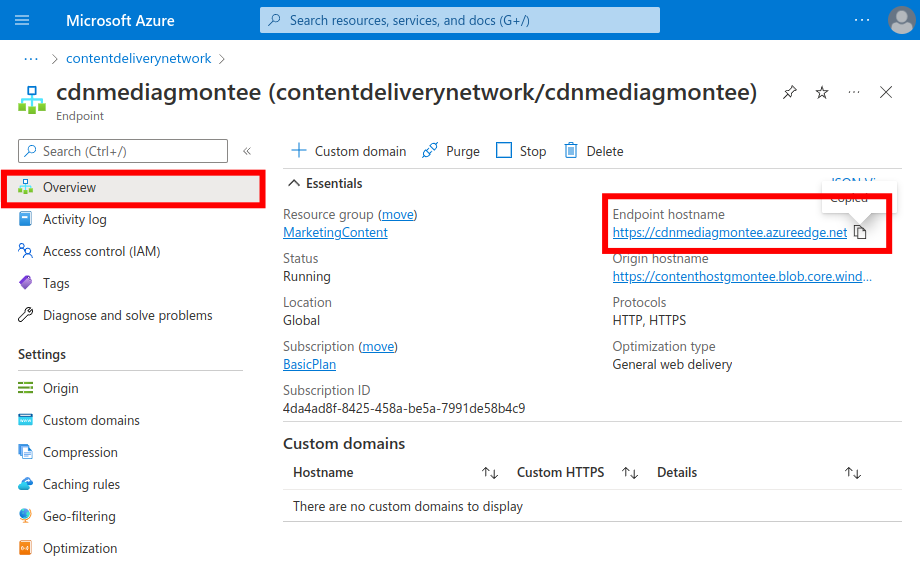 Microsoft Azure
Search resources, services, and docs (G+/)
...
... > contentdeliverynetwork >
cdnmediagmontee (contentdeliverynetwork/cdnmediagmontee)
...
Endpoint
Search (Ctrl+/)
«
Custom domain
Purge
Stop
Delete
Overview
Activity log
Access control (IAM)
Tags
Diagnose and solve problems
Settings
Origin
Custom domains
Compression
Caching rules
Geo-filtering
Optimization
Essentials
JSON
Copied
Resource group (move)
MarketingContent
Status
Running
Location
Global
Subscription (move)
BasicPlan
Subscription ID
4da4ad8f-8425-458a-be5a-7991de58b4c9
Endpoint hostname
https://cdnmediagmontee.azureedge.net
Origin hostname
https://contenthostgmontee.blob.core.wind...
Protocols
HTTP, HTTPS
Optimization type
General web delivery
Custom domains
Hostname
Custom HTTPS
Details
There are no custom domains to display